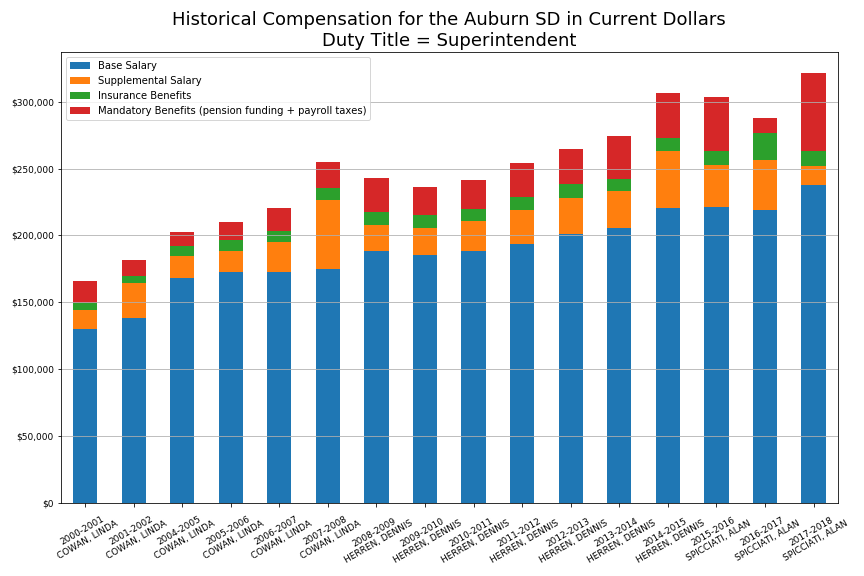 Historical Compensation for the Auburn SD in Current Dollars
Duty Title = Superintendent
Base Salary
Supplemental Salary
Insurance Benefits
Mandatory Benefits (pension funding + payroll taxes)
$300,000
$250,000
$200,000
$150,000
$100,000
$50,000
$0
2000-2001
COWAN, LINDA
2001-2002
COWAN, LINDA
2004-2005
COWAN, LINDA
2005-2006
COWAN, LINDA
2006-2007
COWAN, LINDA
2007-2008
COWAN, LINDA
2008-2009
HERREN, DENNIS
2009-2010
HERREN, DENNIS
2010-2011
HERREN, DENNIS
2011-2012
HERREN, DENNIS
2012-2013
HERREN, DENNIS
2013-2014
HERREN, DENNIS
2014-2015
HERREN, DENNIS
2015-2016
SPICCIATI, ALAN
2016-2017
SPICCIATI, ALAN
2017-2018
SPICCIATI, ALAN